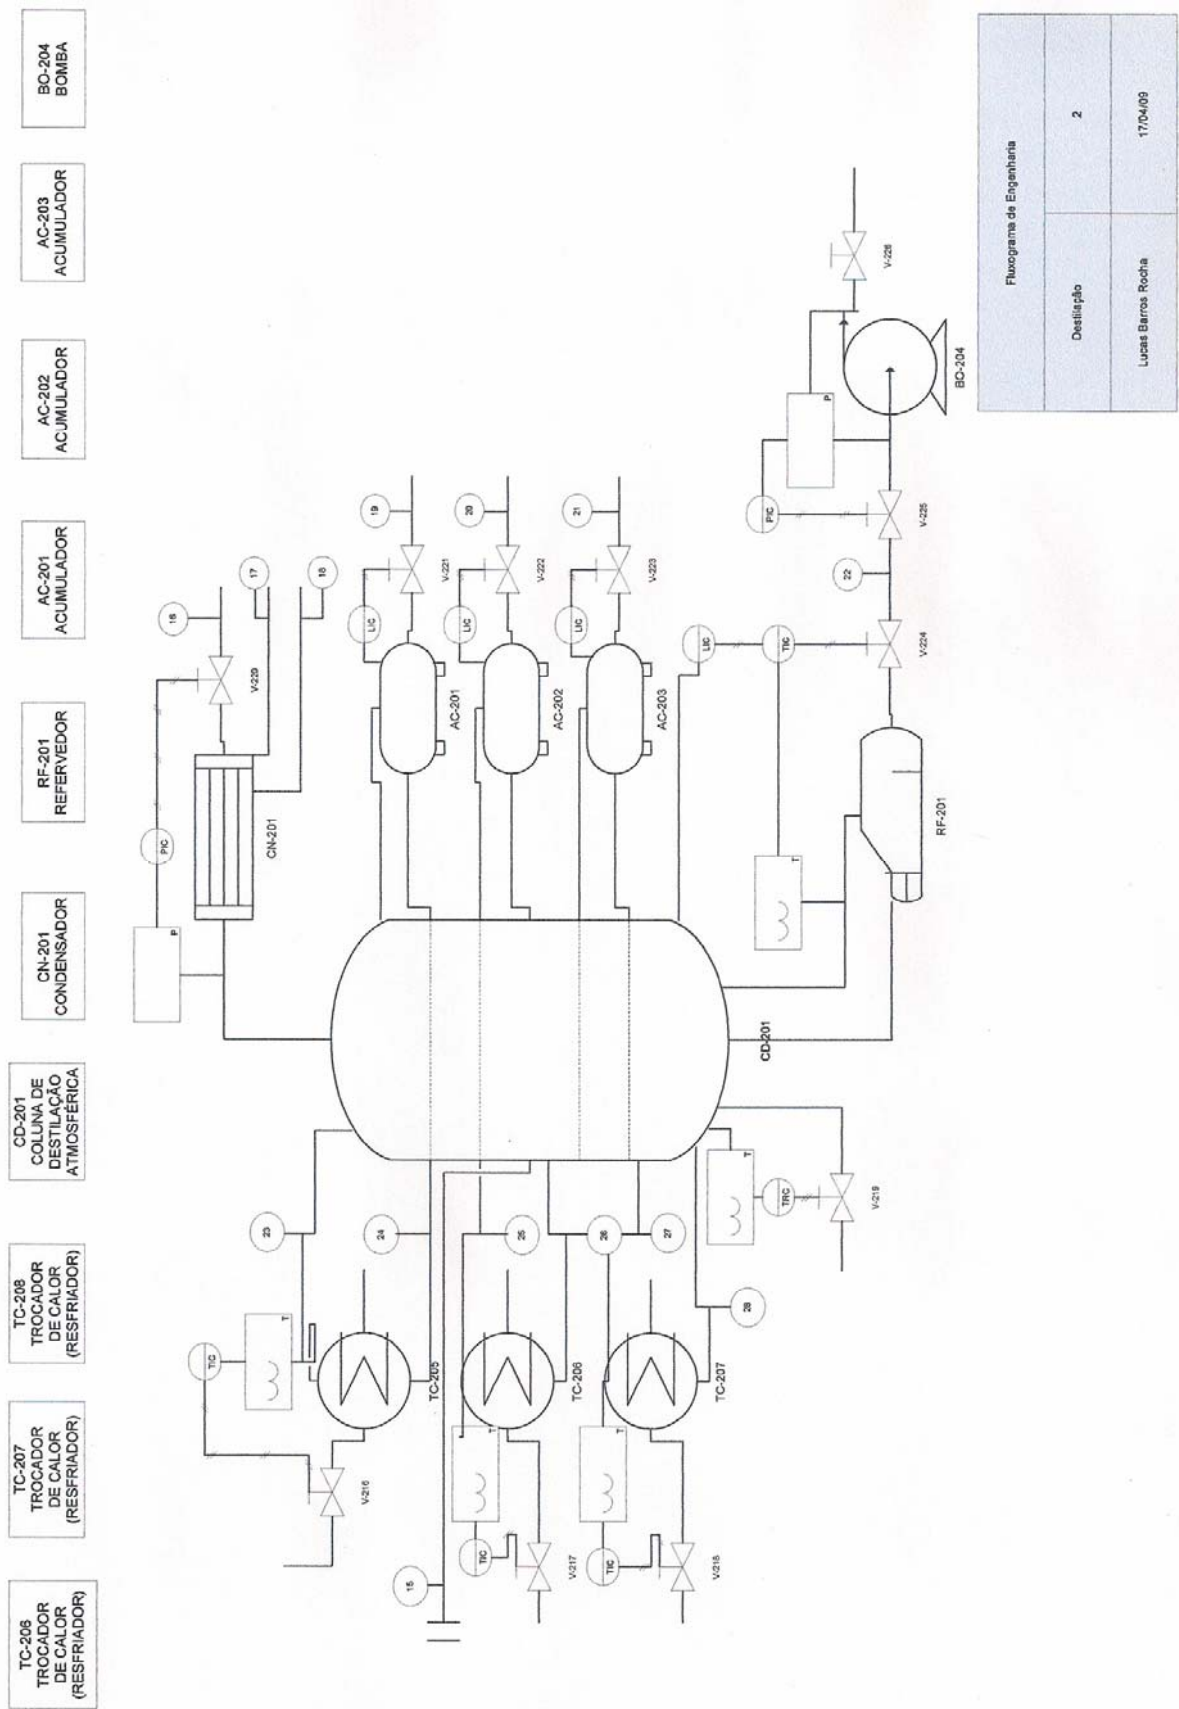 TC-206
TROCADOR
DE CALOR
(RESFRIADOR)
TC-207
TROCADOR
DE CALOR
(RESFRIADOR)
TC-208
TROCADOR
DE CALOR
(RESFRIADOR)
CD-201
COLUNA DE
DESTILAÇÃO
ATMOSFÉRICA
CN-201
CONDENSADOR
RF-201
REFERVEDOR
AC-201
ACUMULADOR
AC-202
ACUMULADOR
AC-203
ACUMULADOR
BO-204
BOMBA
P
PIC
16
17
18
CN-201
TIC
T
23
24
V-216
TC-205
LIC
19
V-221
AC-201
15
25
LIC
20
V-222
AC-202
TIC
T
TC-206
V-217
26
27
LIC
21
V-223
AC-203
TIC
T
TC-207
V-218
28
T
TRC
V-219
CD-201
LIC
TIC
T
V-224
22
PIC
P
V-225
V-226
RF-201
BO-204
Fluxograma de Engenharia
Destilação
2
Lucas Barros Rocha
17/04/09